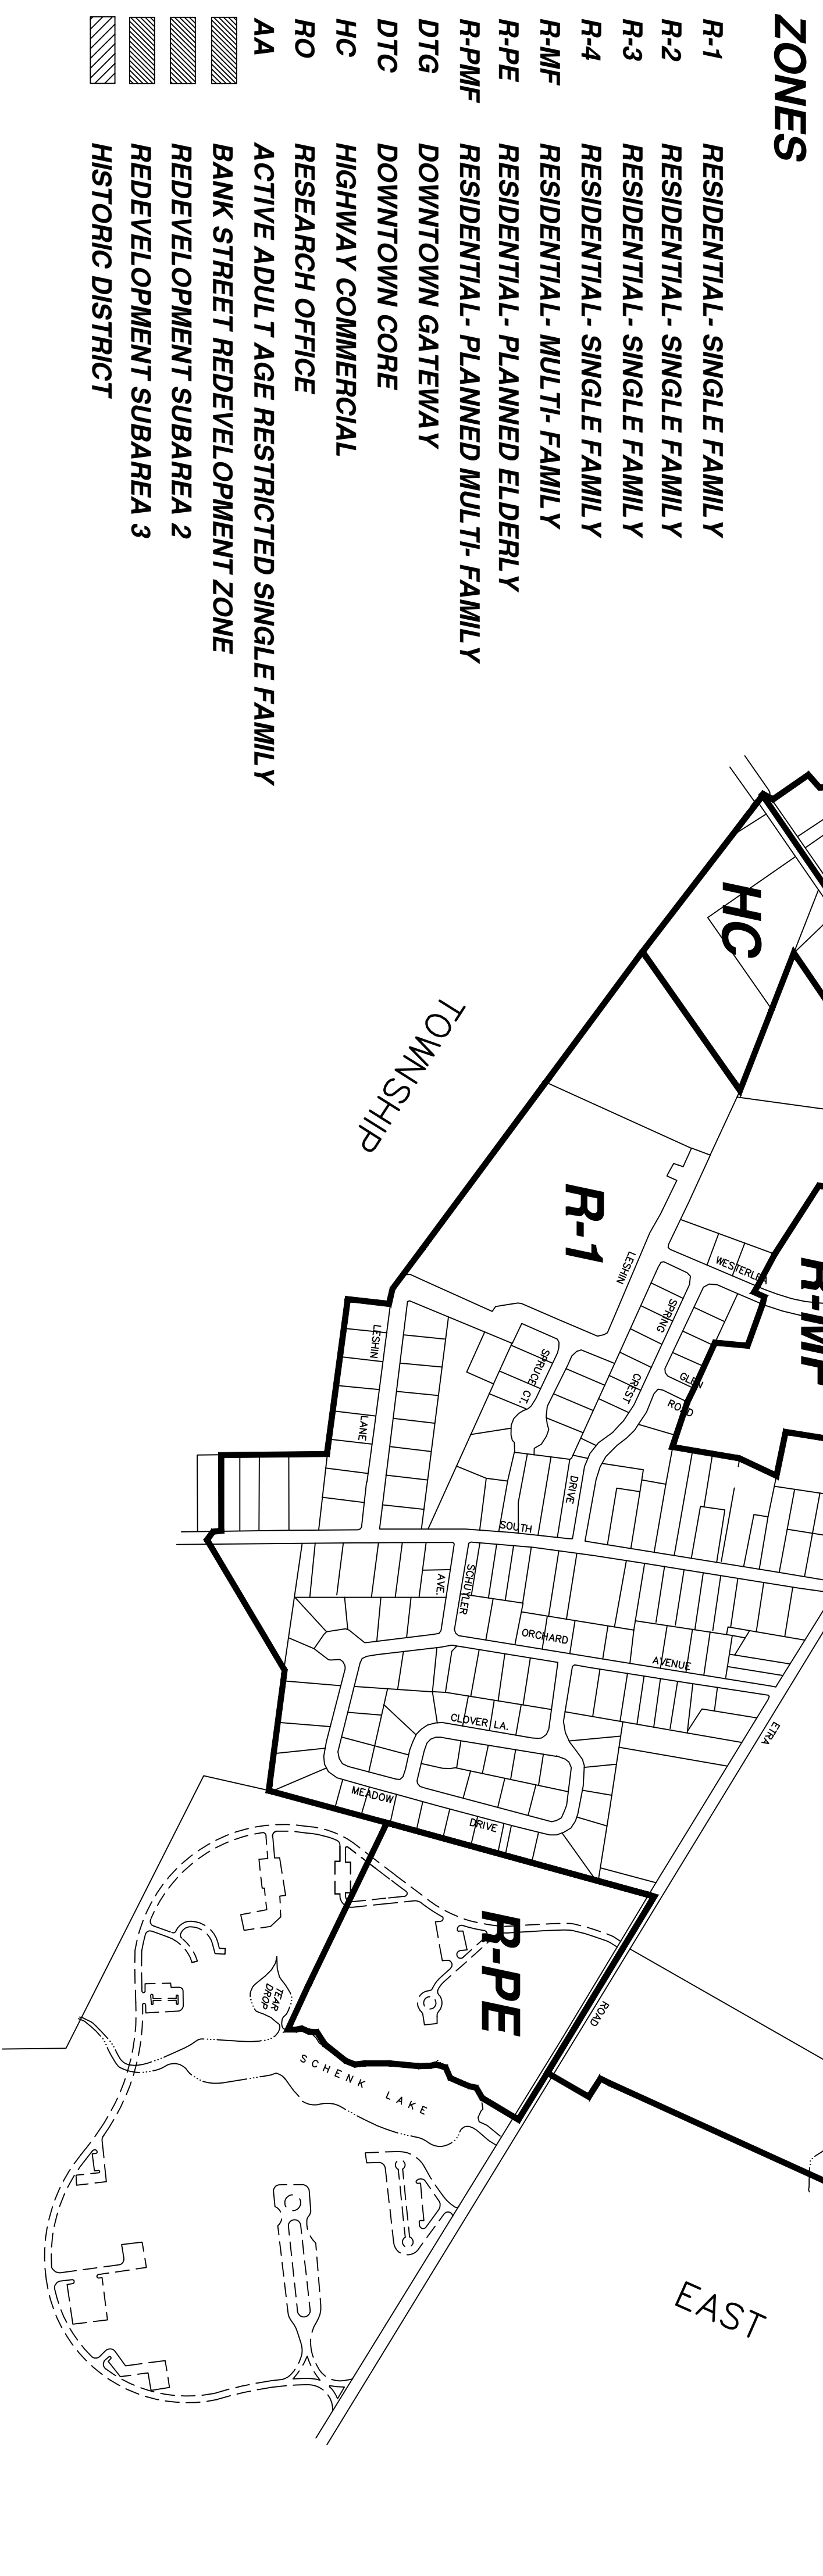 ZONES
R-1 RESIDENTIAL- SINGLE FAMILY
R-2 RESIDENTIAL- SINGLE FAMILY
R-3 RESIDENTIAL- SINGLE FAMILY
R-4 RESIDENTIAL- SINGLE FAMILY
R-MF RESIDENTIAL- MULTI- FAMILY
R-PE RESIDENTIAL- PLANNED ELDERLY
R-PMF RESIDENTIAL- PLANNED MULTI- FAMILY
DTG DOWNTOWN GATEWAY
DTC DOWNTOWN CORE
HC HIGHWAY COMMERCIAL
RO RESEARCH OFFICE
AA ACTIVE ADULT AGE RESTRICTED SINGLE FAMILY
BANK STREET REDEVELOPMENT ZONE
REDEVELOPMENT SUBAREA 2
REDEVELOPMENT SUBAREA 3
HISTORIC DISTRICT
HC
TOWNSHIP
R-1
R-MF
WESTERLEA
LESHIN
SPRING
CREST
DRIVE
GLEN
ROAD
SPRUCE CT.
LESHIN
LANE
SOUTH
SCHUYLER
AVE.
ORCHARD
AVENUE
CLOVER LA.
ETRA
ROAD
MEADOW
DRIVE
R-PE
TEAR
DROP
SCHENK LAKE
EAST